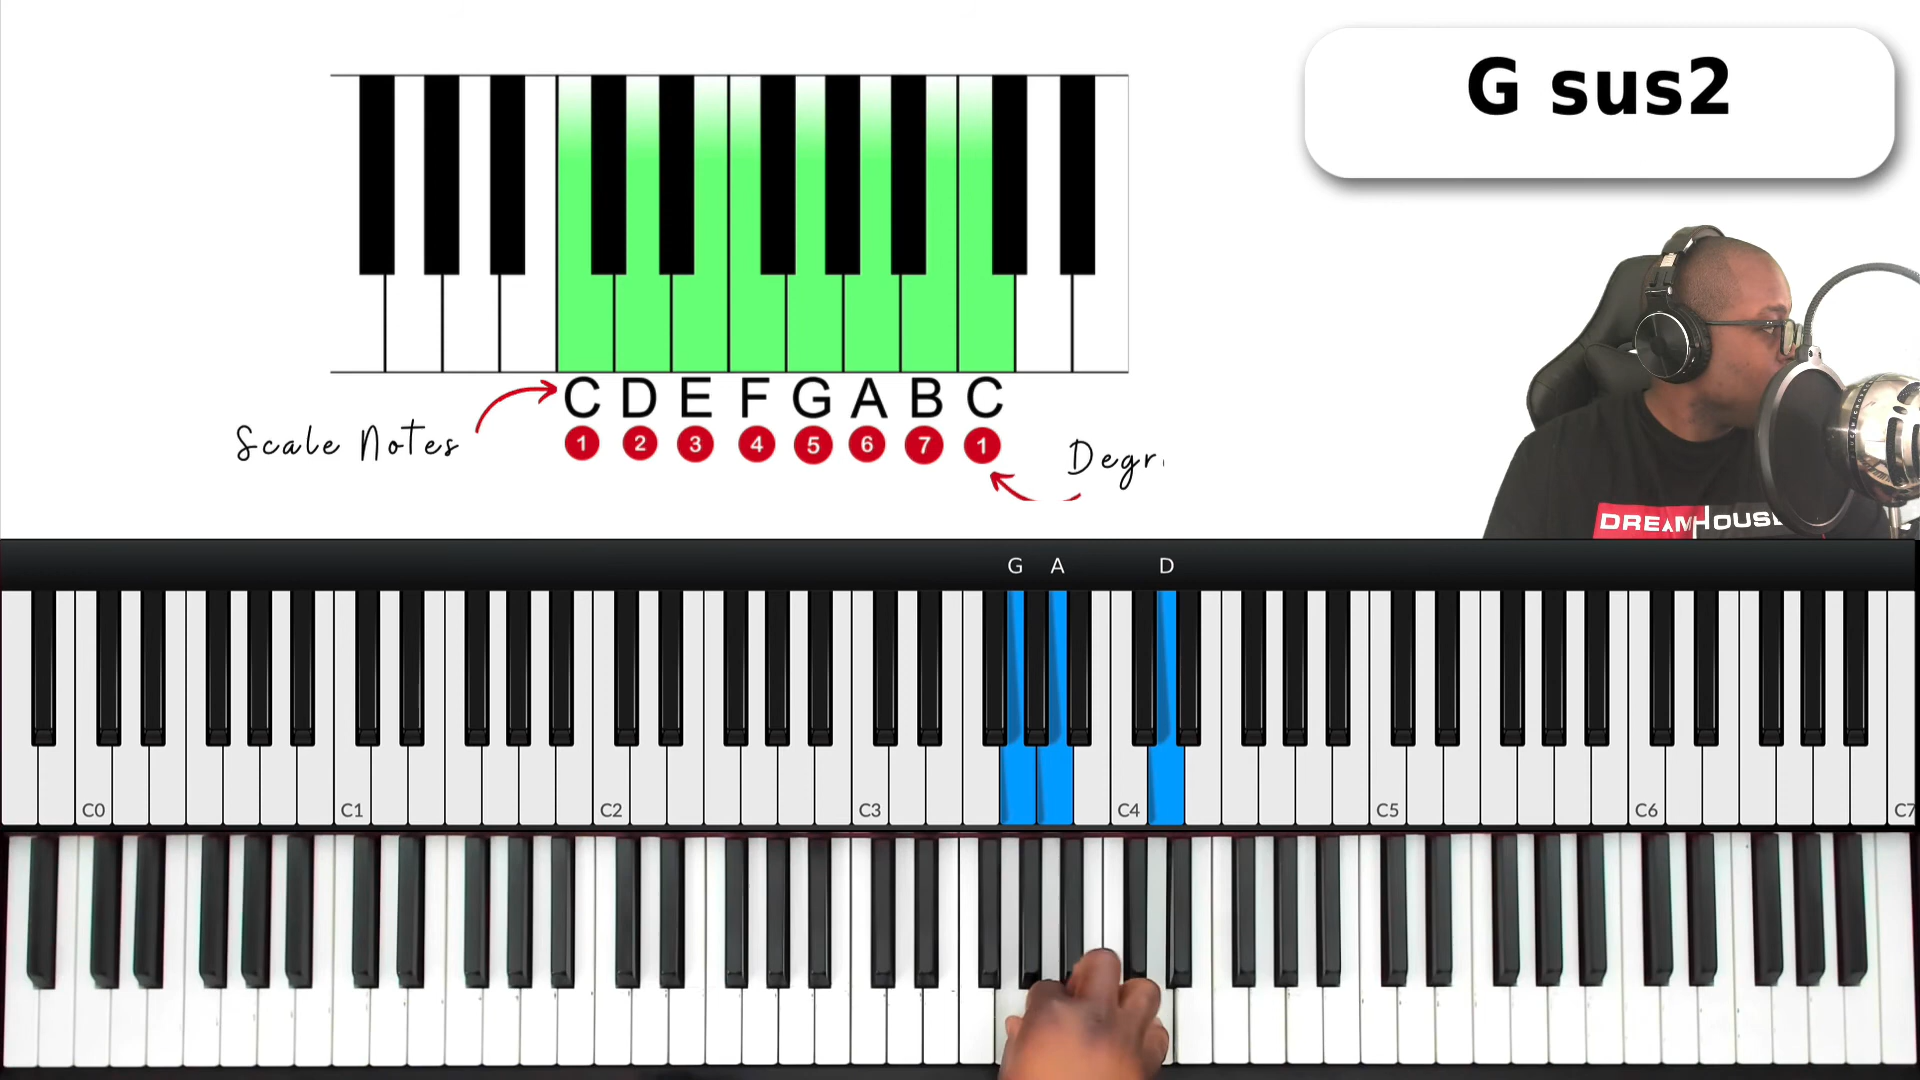 G sus2
C D E F G A B C
1 2 3 4 5 6 7 1
Scale Notes
DREAMHOUSE
G A D
C0 C1 C2 C3 C4 C5 C6 C7